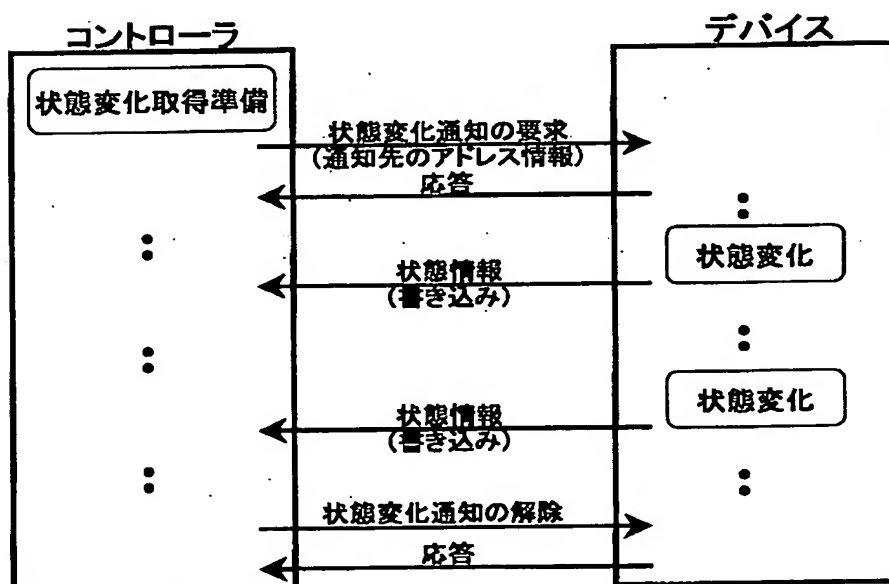 コントローラ
デバイス
状態変化取得準備
状態変化通知の要求
(通知先のアドレス情報)
応答
状態変化
状態情報
(書き込み)
状態変化
状態情報
(書き込み)
状態変化通知の解除
応答